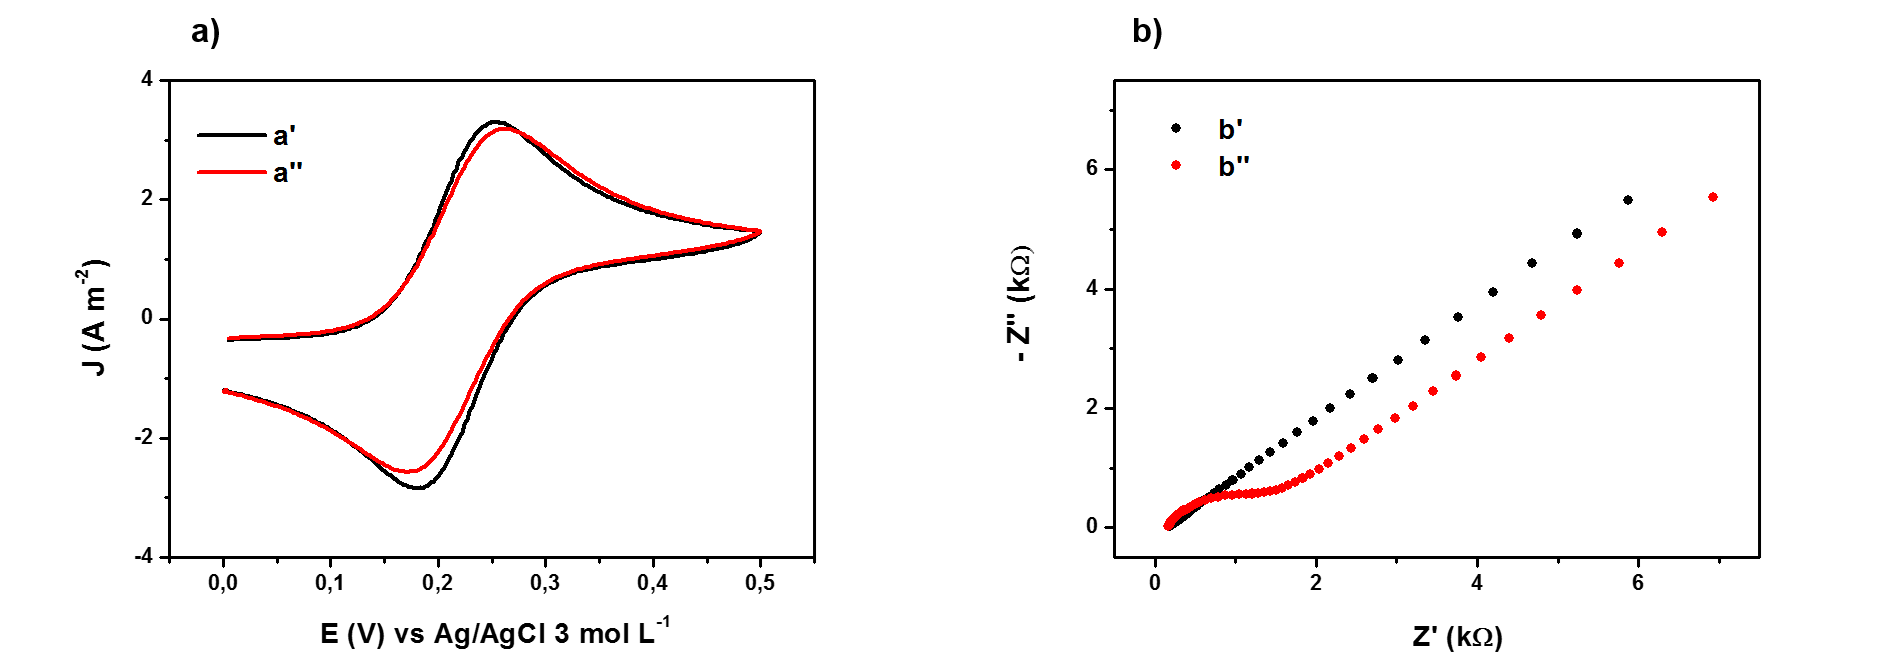 a)
4
2
0
-2
-4
J (A m⁻²)
a'
a''
0,0 0,1 0,2 0,3 0,4 0,5
E (V) vs Ag/AgCl 3 mol L⁻¹
b)
6
4
2
0
- Z'' (kΩ)
b'
b''
0 2 4 6
Z' (kΩ)